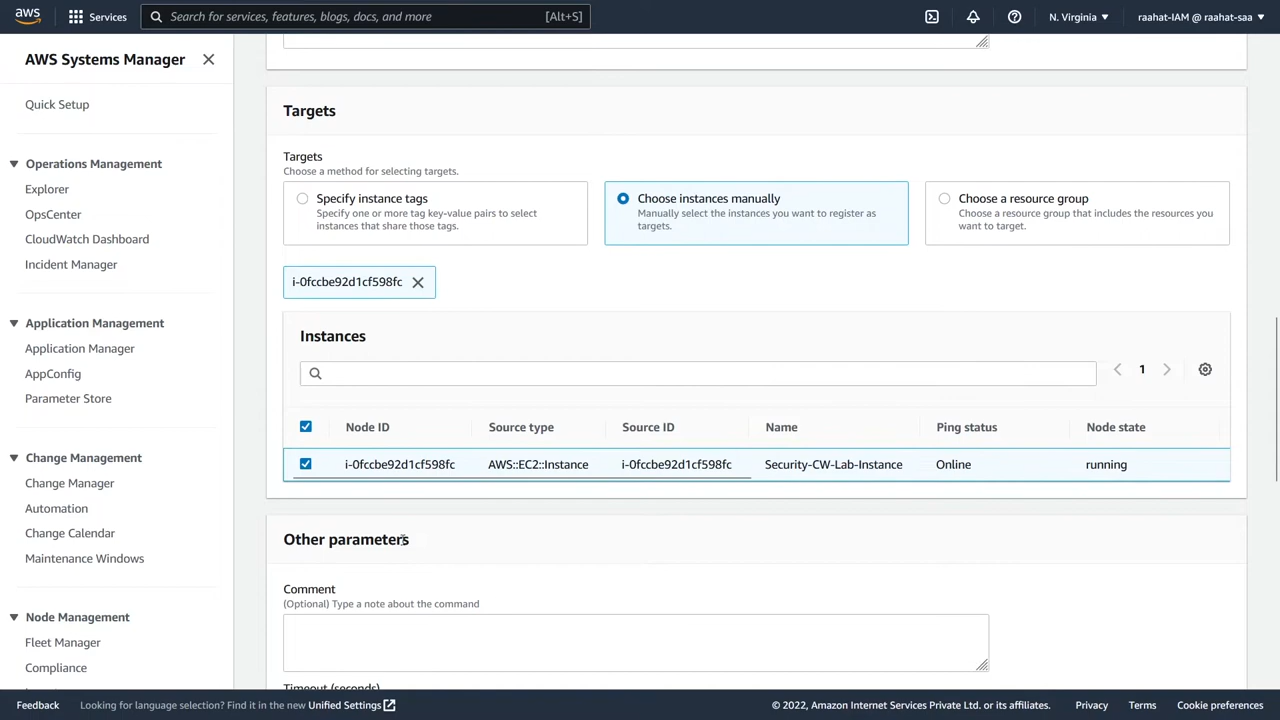 aws
Services
Search for services, features, blogs, docs, and more
[Alt+S]
N. Virginia
raahat-IAM @ raahat-saa
AWS Systems Manager
Quick Setup
Operations Management
Explorer
OpsCenter
CloudWatch Dashboard
Incident Manager
Application Management
Application Manager
AppConfig
Parameter Store
Change Management
Change Manager
Automation
Change Calendar
Maintenance Windows
Node Management
Fleet Manager
Compliance
Targets
Targets
Choose a method for selecting targets.
Specify instance tags
Specify one or more tag key-value pairs to select
instances that share those tags.
Choose instances manually
Manually select the instances you want to register as
targets.
Choose a resource group
Choose a resource group that includes the resources you
want to target.
i-0fccbe92d1cf598fc
Instances
1
Node ID
Source type
Source ID
Name
Ping status
Node state
i-0fccbe92d1cf598fc
AWS::EC2::Instance
i-0fccbe92d1cf598fc
Security-CW-Lab-Instance
Online
running
Other parameters
Comment
(Optional) Type a note about the command
Timeout (seconds)
Feedback
Looking for language selection? Find it in the new Unified Settings
© 2022, Amazon Internet Services Private Ltd. or its affiliates.
Privacy
Terms
Cookie preferences